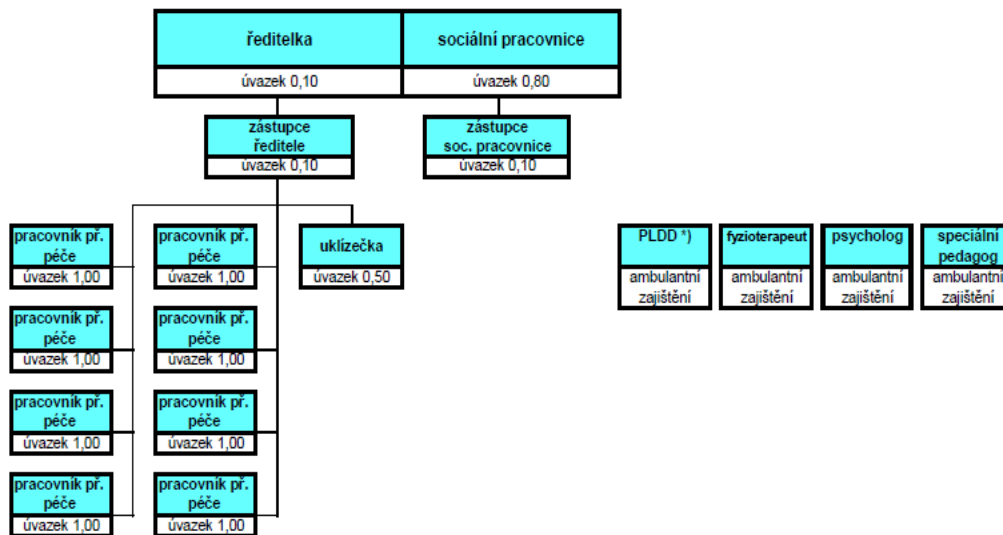 ředitelka
sociální pracovnice
úvazek 0,10
úvazek 0,80
zástupce
ředitele
úvazek 0,10
zástupce
soc. pracovnice
úvazek 0,10
pracovník př.
péče
úvazek 1,00
pracovník př.
péče
úvazek 1,00
uklízečka
úvazek 0,50
PLDD *)
ambulantní
zajištění
fyzioterapeut
ambulantní
zajištění
psycholog
ambulantní
zajištění
speciální
pedagog
ambulantní
zajištění
pracovník př.
péče
úvazek 1,00
pracovník př.
péče
úvazek 1,00
pracovník př.
péče
úvazek 1,00
pracovník př.
péče
úvazek 1,00
pracovník př.
péče
úvazek 1,00
pracovník př.
péče
úvazek 1,00